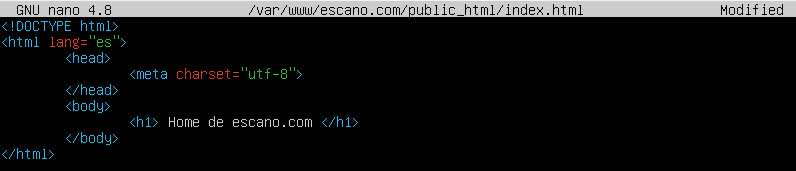 GNU nano 4.8 /var/www/escano.com/public_html/index.html Modified
<!DOCTYPE html>
<html lang="es">
<head>
<meta charset="utf-8">
</head>
<body>
<h1> Home de escano.com </h1>
</body>
</html>